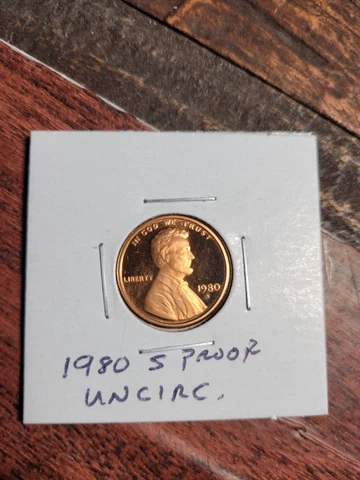 IN GOD WE TRUST
LIBERTY 1980
S
1980 S PROOF
UNCIRC.